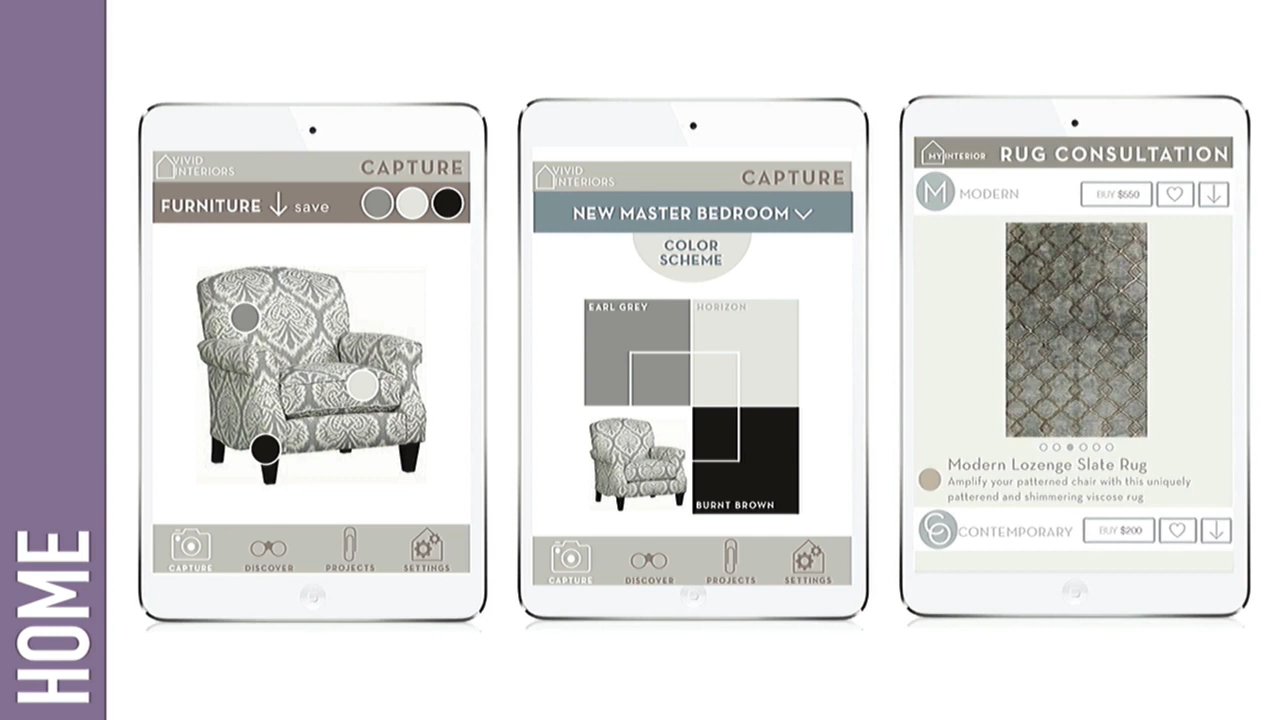 HOME
VIVID
INTERIORS
CAPTURE
FURNITURE save
CAPTURE DISCOVER PROJECTS SETTINGS
VIVID
INTERIORS
CAPTURE
NEW MASTER BEDROOM
COLOR
SCHEME
EARL GREY HORIZON
BURNT BROWN
CAPTURE DISCOVER PROJECTS SETTINGS
MY INTERIOR RUG CONSULTATION
M MODERN BUY $550
Modern Lozenge Slate Rug
Amplify your patterned chair with this uniquely
patterend and shimmering viscose rug
C CONTEMPORARY BUY $200